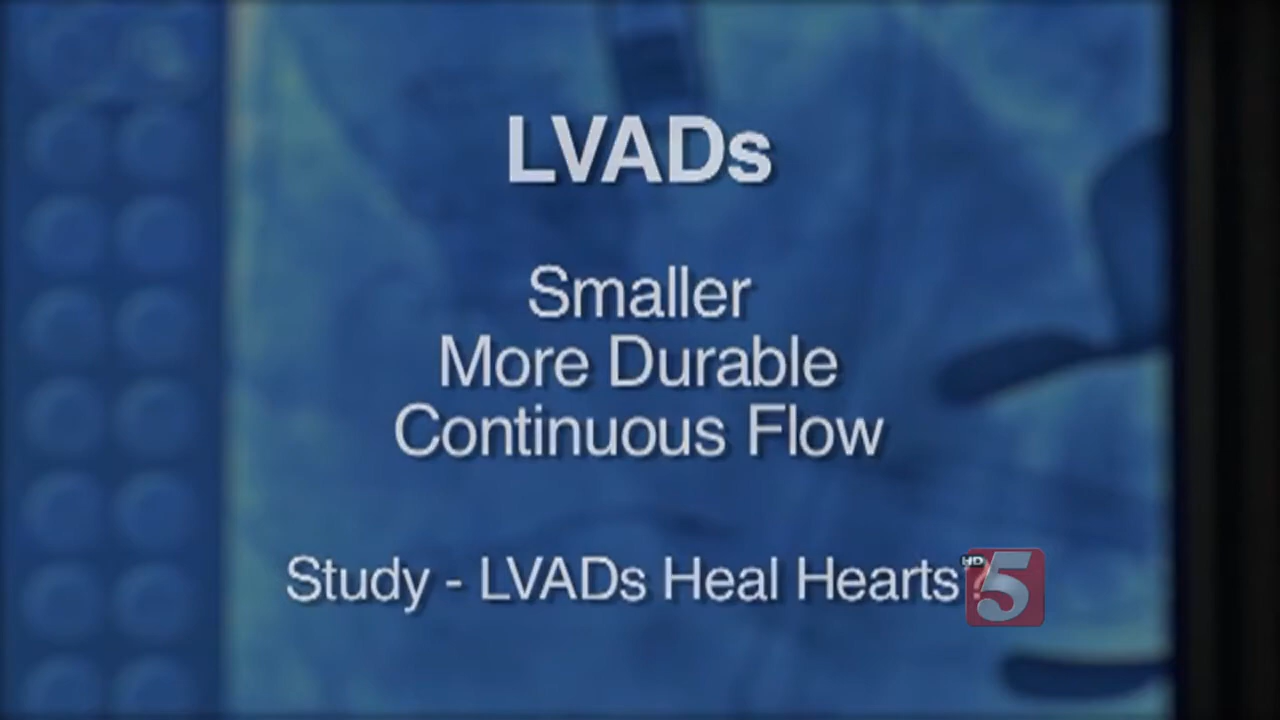 LVADs
Smaller
More Durable
Continuous Flow
Study - LVADs Heal Hearts?
HD
5